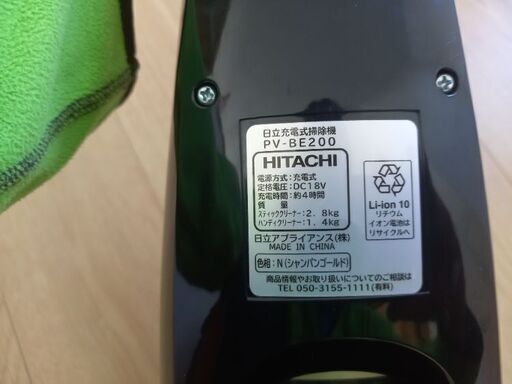 日立充電式掃除機
PV-BE200
HITACHI
電源方式:充電式
定格電圧:DC18V
充電時間:約4時間
質 量
スティッククリーナー:2.8kg
ハンディクリーナー:1.4kg
日立アプライアンス(株)
MADE IN CHINA
色相:N(シャンパンゴールド)
Li-ion 10
リチウム
イオン電池は
リサイクルへ
商品情報やお取り扱いについてのご相談は
TEL 050-3155-1111(有料)